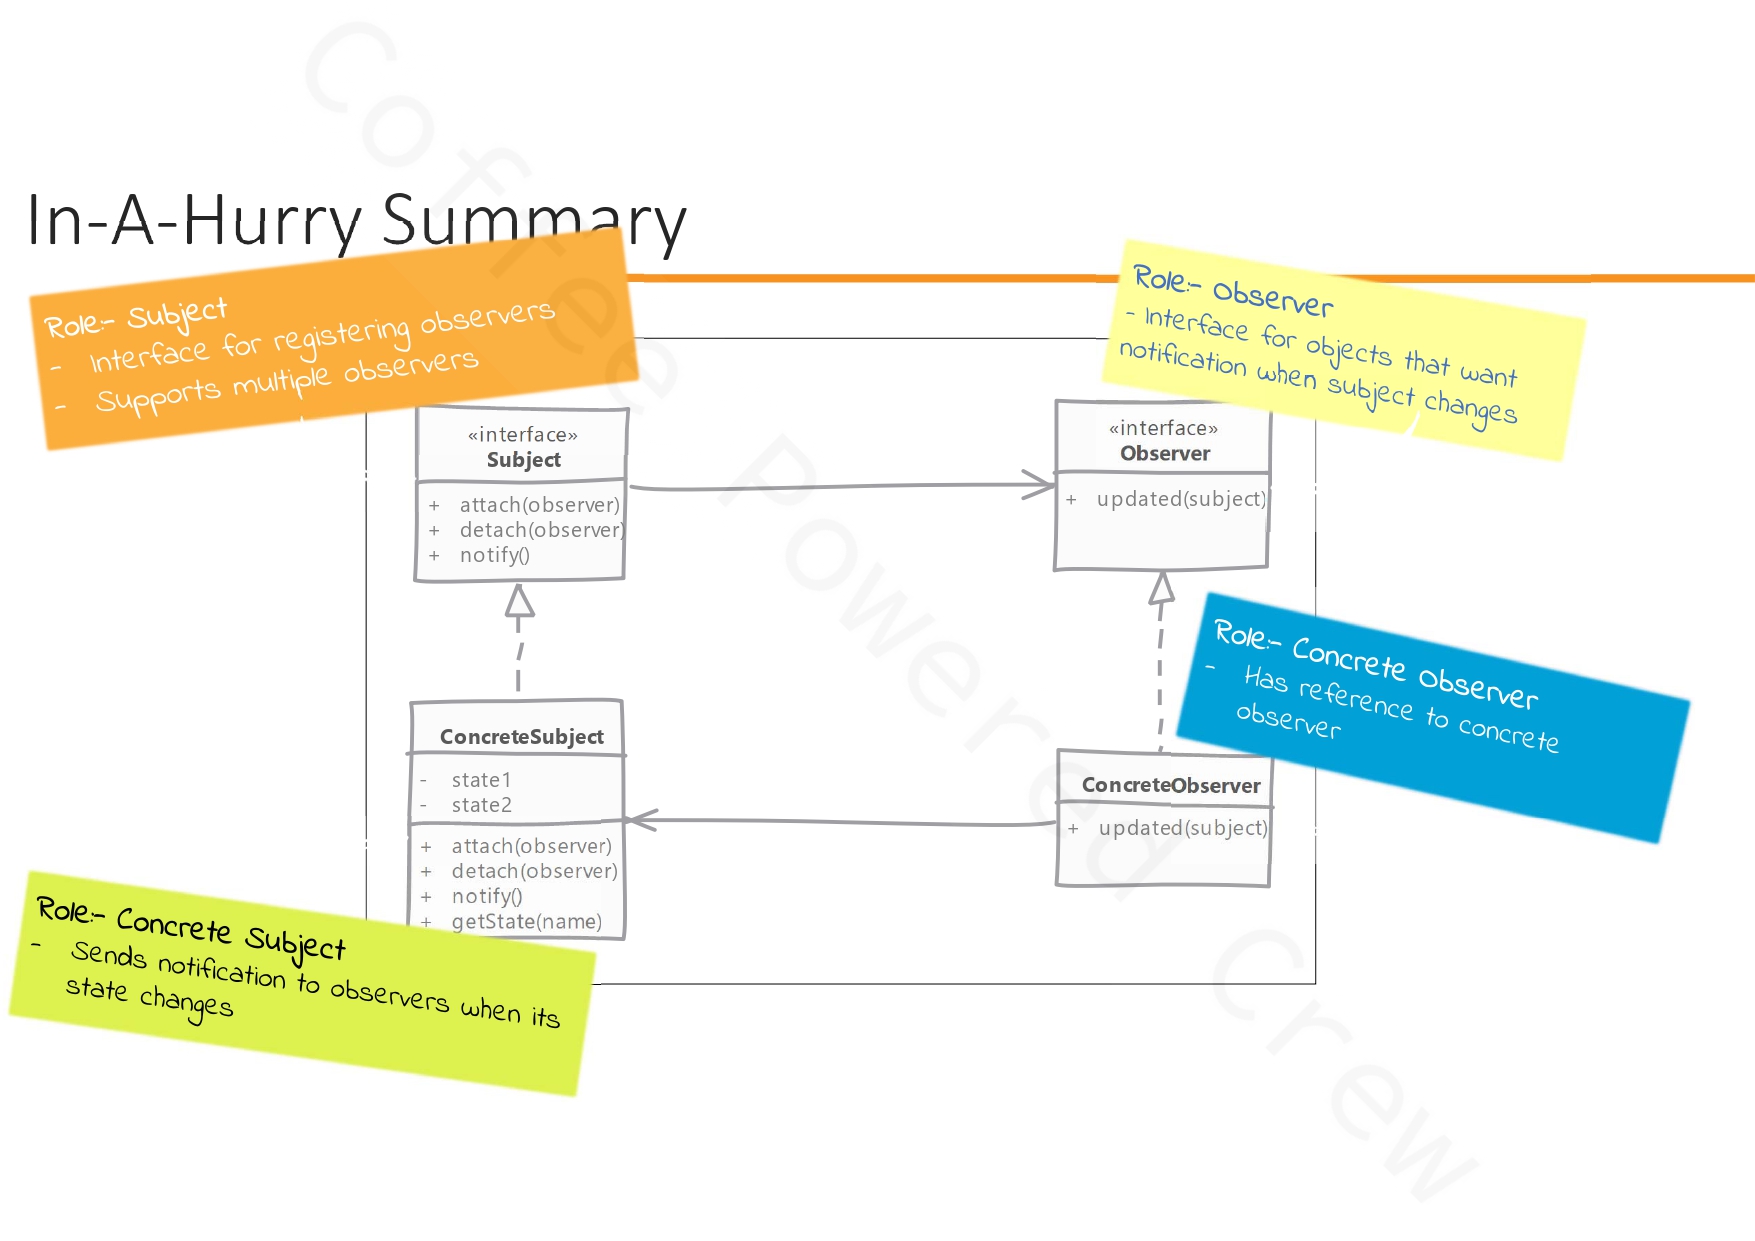 In-A-Hurry Summary
Role:- Subject
- Interface for registering observers
- Supports multiple observers
Role:- Observer
- Interface for objects that want
notification when subject changes
«interface»
Subject
+ attach(observer)
+ detach(observer)
+ notify()
«interface»
Observer
+ updated(subject)
Role:- Concrete Observer
- Has reference to concrete
observer
ConcreteSubject
- state1
- state2
+ attach(observer)
+ detach(observer)
+ notify()
+ getState(name)
ConcreteObserver
+ updated(subject)
Role:- Concrete Subject
- Sends notification to observers when its
state changes
Coffee Powered Crew